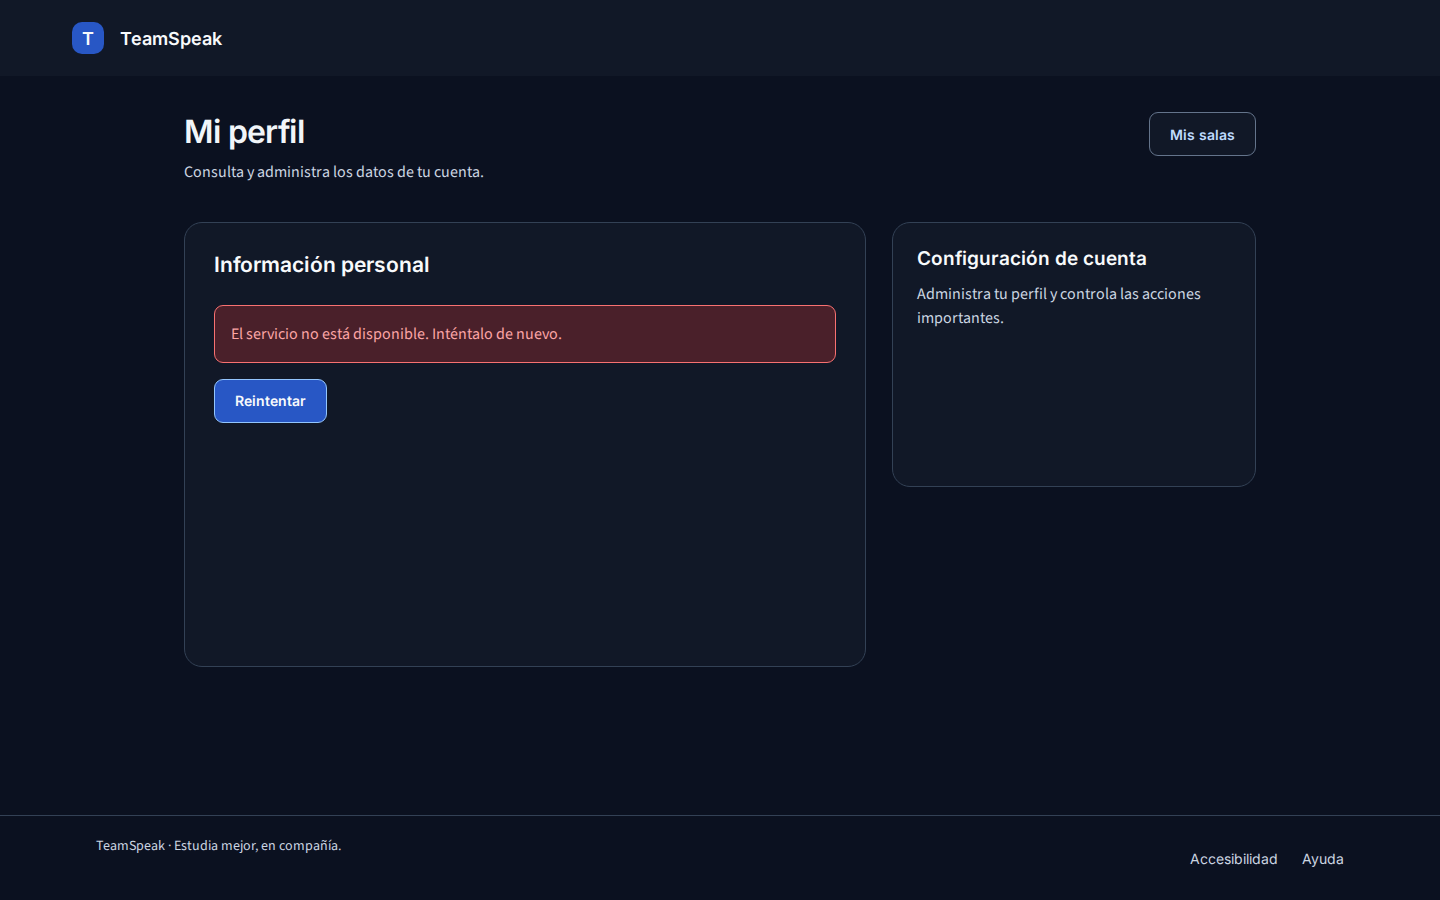 T
TeamSpeak
Mi perfil
Consulta y administra los datos de tu cuenta.
Mis salas
Información personal
El servicio no está disponible. Inténtalo de nuevo.
Reintentar
Configuración de cuenta
Administra tu perfil y controla las acciones
importantes.
TeamSpeak · Estudia mejor, en compañía.
Accesibilidad
Ayuda